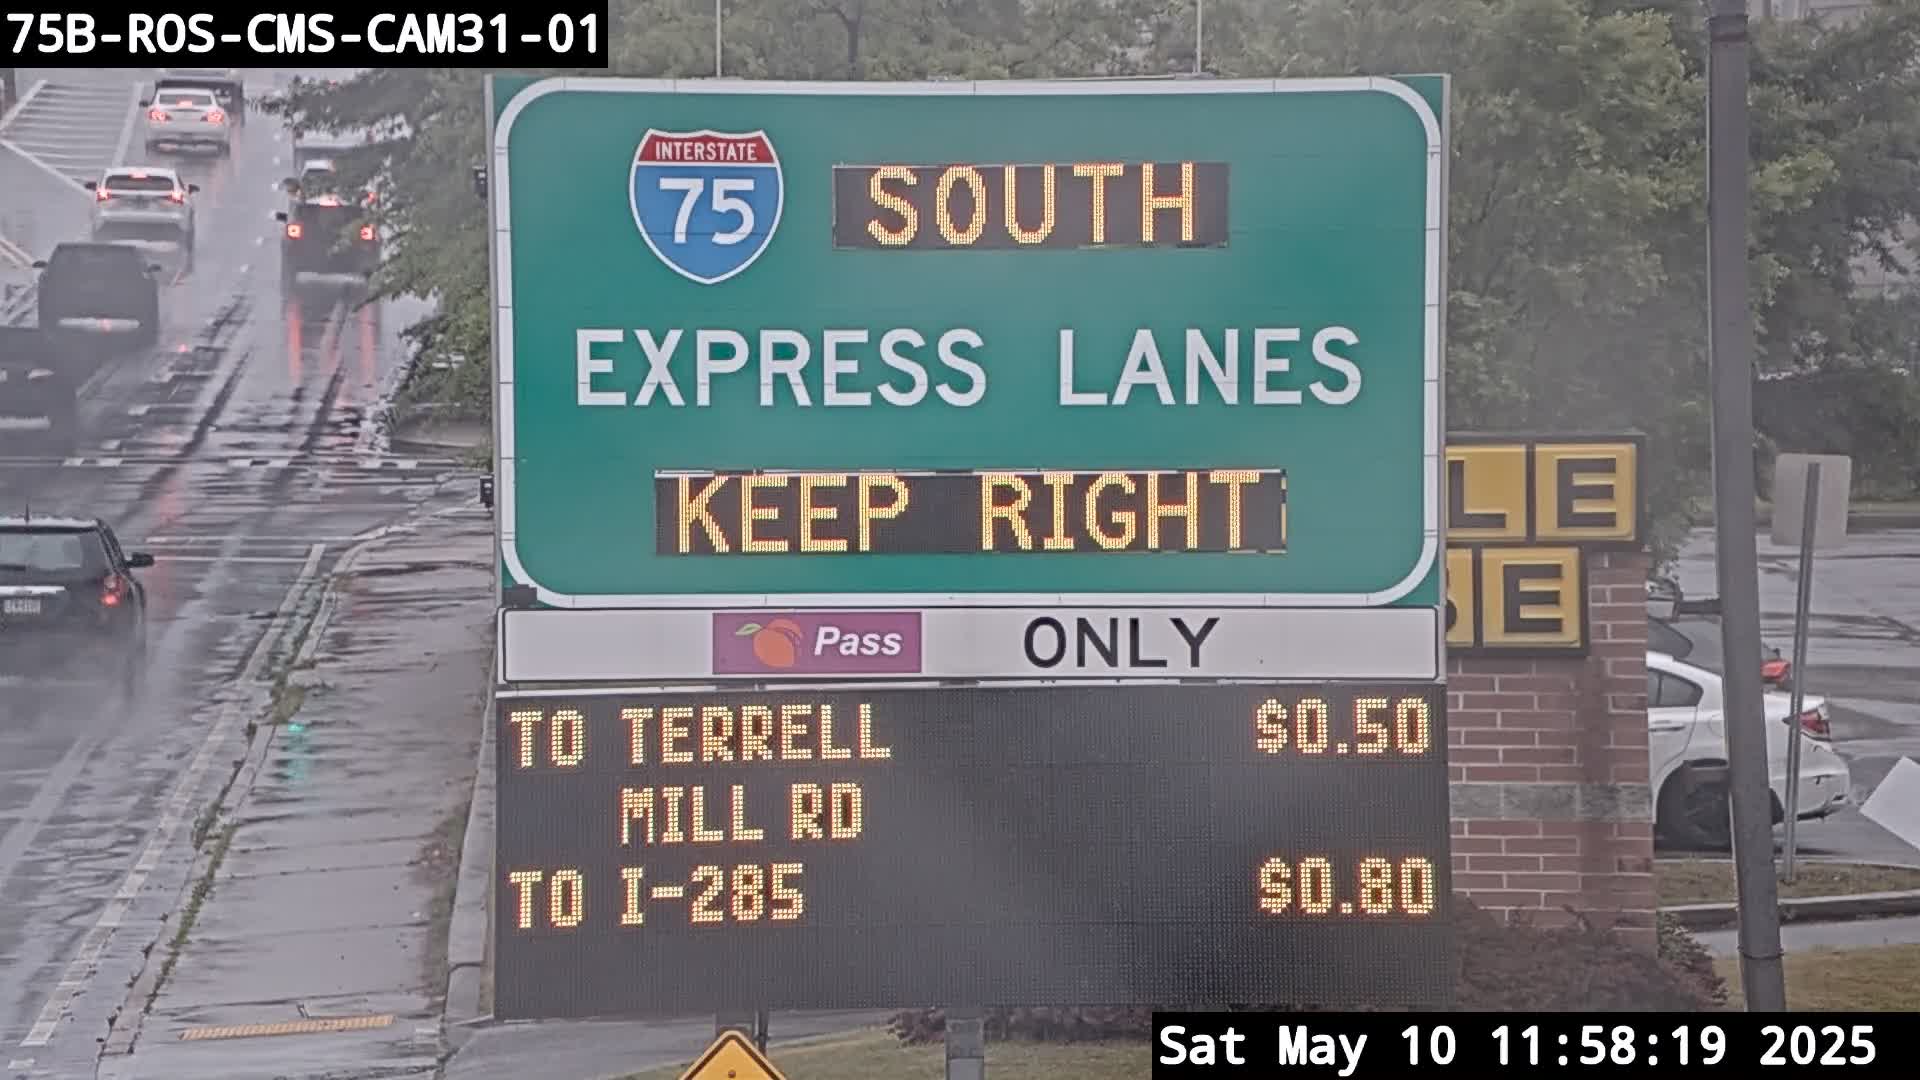 75B-ROS-CMS-CAM31-01
INTERSTATE
75
SOUTH
EXPRESS LANES
KEEP RIGHT
Pass ONLY
TO TERRELL $0.50
MILL RD
TO I-285 $0.80
LE
E
Sat May 10 11:58:19 2025